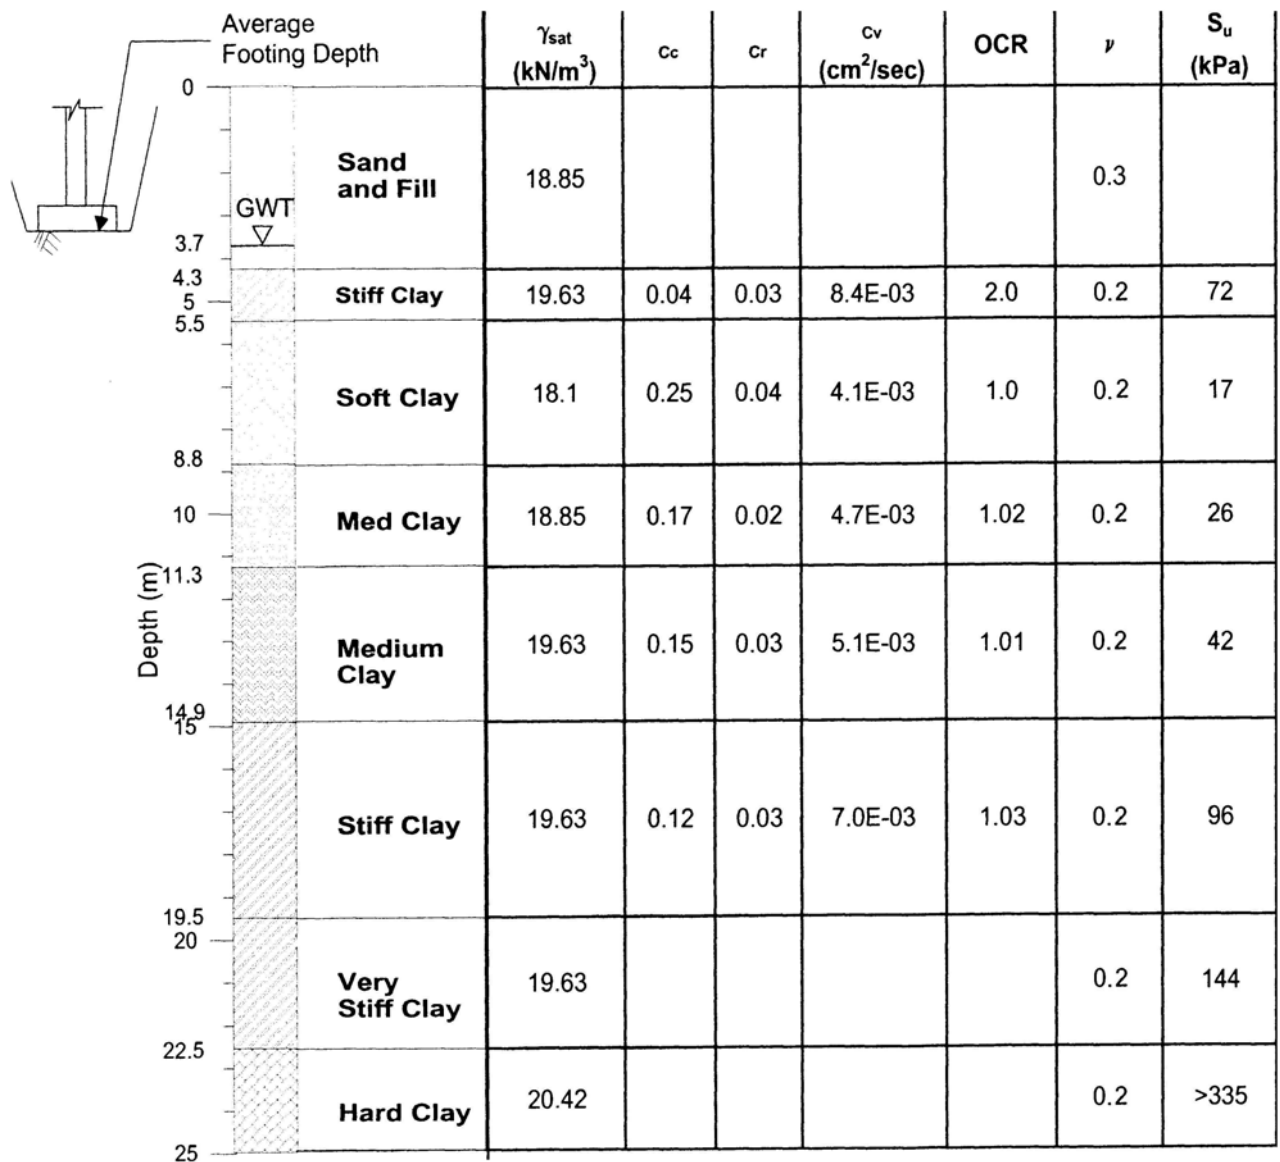 Average
Footing Depth
γsat
(kN/m³)
Cc
Cr
Cv
(cm²/sec)
OCR
ν
Su
(kPa)
0
Sand
and Fill
18.85
0.3
GWT
3.7
4.3
Stiff Clay
19.63
0.04
0.03
8.4E-03
2.0
0.2
72
5
5.5
Soft Clay
18.1
0.25
0.04
4.1E-03
1.0
0.2
17
8.8
10
Med Clay
18.85
0.17
0.02
4.7E-03
1.02
0.2
26
11.3
Depth (m)
Medium
Clay
19.63
0.15
0.03
5.1E-03
1.01
0.2
42
14.9
15
Stiff Clay
19.63
0.12
0.03
7.0E-03
1.03
0.2
96
19.5
20
Very
Stiff Clay
19.63
0.2
144
22.5
Hard Clay
20.42
0.2
>335
25